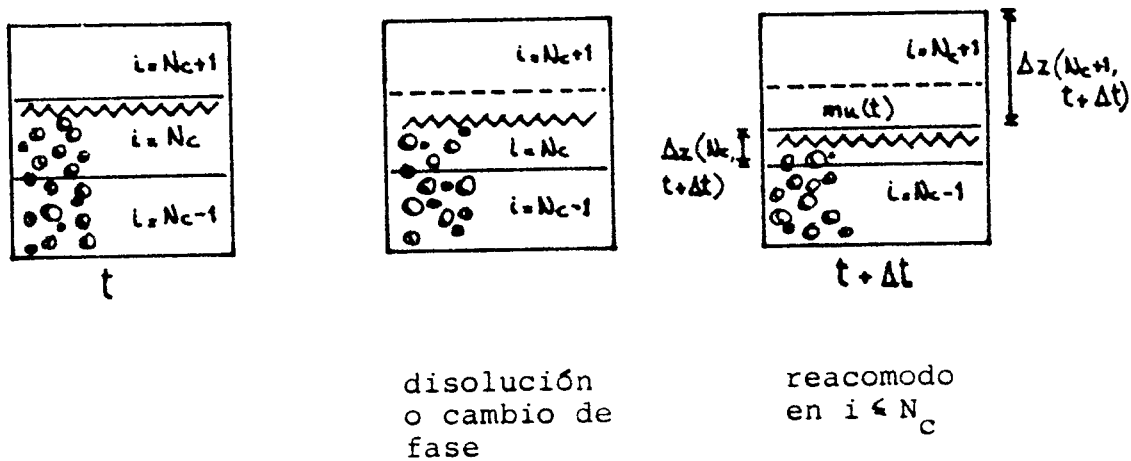 i = Nc+1
i = Nc
i = Nc-1
t
i = Nc+1
i = Nc
i = Nc-1
disolución
o cambio de
fase
i = Nc+1
mu(t)
i = Nc-1
Δz(Nc+1,
t + Δt)
Δz(Nc,
t+Δt)
t + Δt
reacomodo
en i ≤ Nc